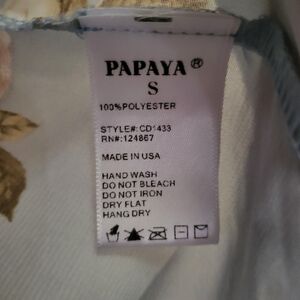 PAPAYA®
S
100%POLYESTER
STYLE#: CD1433
RN#: 124867
MADE IN USA
HAND WASH
DO NOT BLEACH
DO NOT IRON
DRY FLAT
HANG DRY